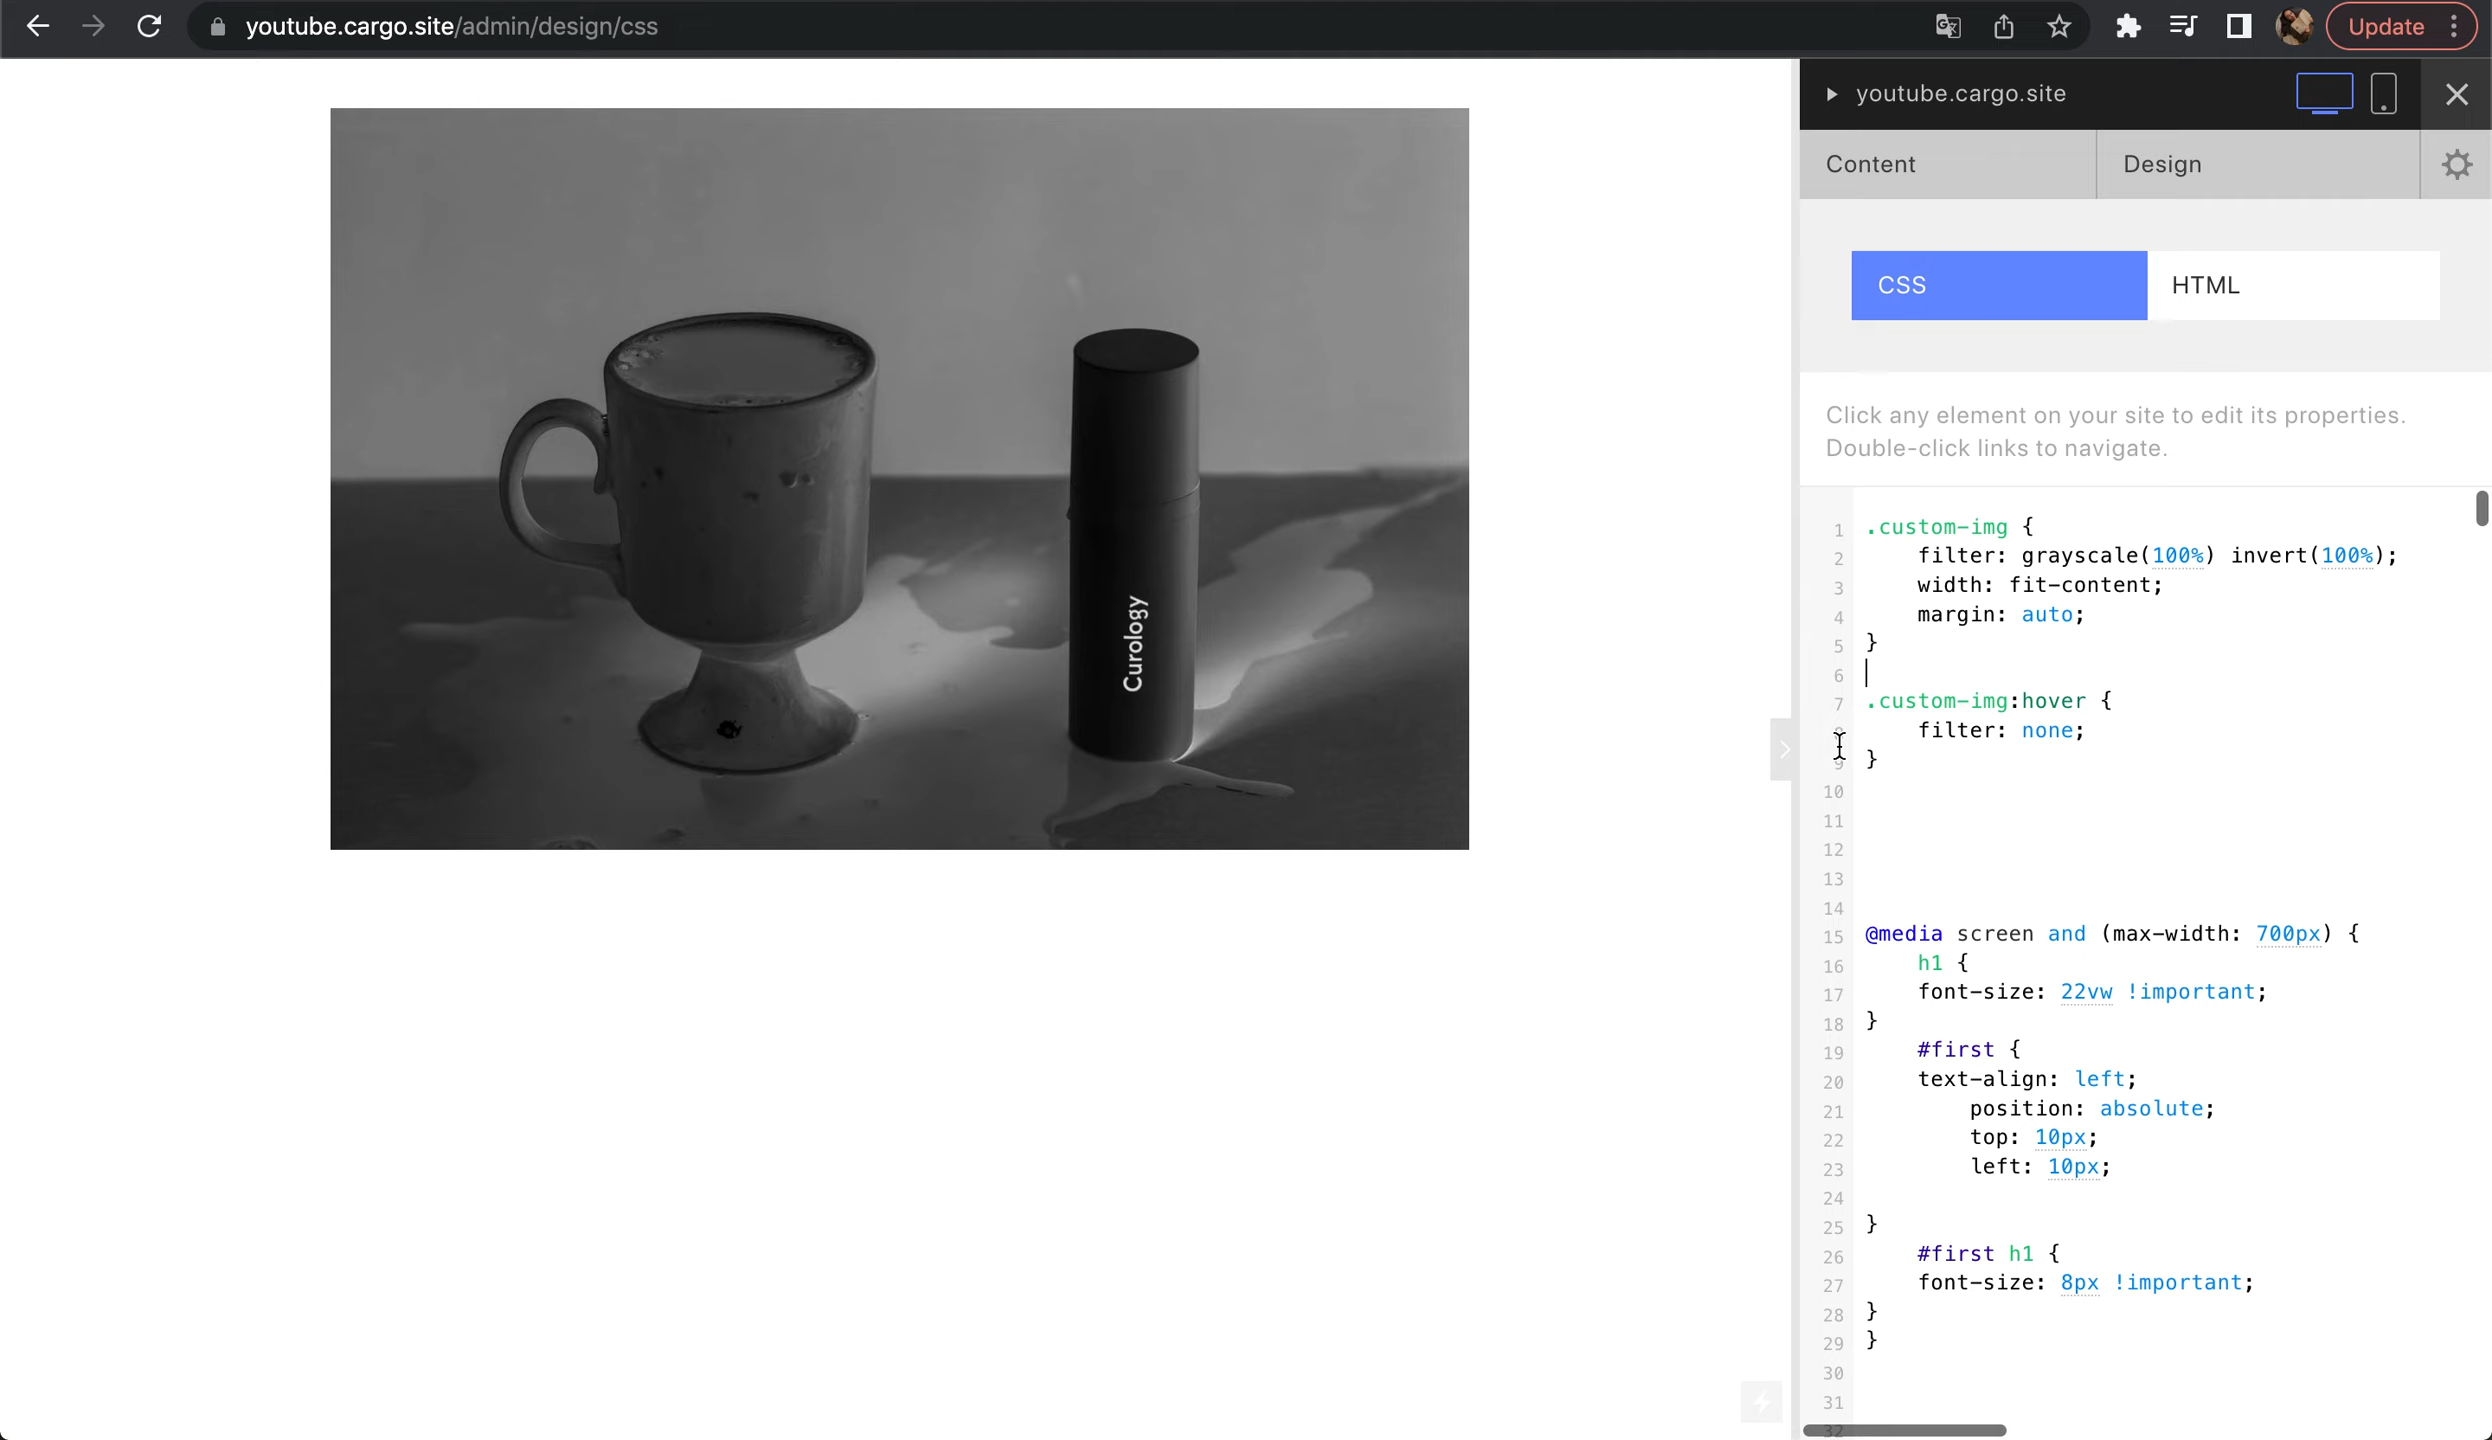 youtube.cargo.site/admin/design/css
Update
youtube.cargo.site
Content
Design
CSS
HTML
Click any element on your site to edit its properties.
Double-click links to navigate.
Curology
1 .custom-img {
2 filter: grayscale(100%) invert(100%);
3 width: fit-content;
4 margin: auto;
5 }
6
7 .custom-img:hover {
8 filter: none;
9 }
10
11
12
13
14
15 @media screen and (max-width: 700px) {
16 h1 {
17 font-size: 22vw !important;
18 }
19 #first {
20 text-align: left;
21 position: absolute;
22 top: 10px;
23 left: 10px;
24
25 }
26 #first h1 {
27 font-size: 8px !important;
28 }
29 }
30
31
32